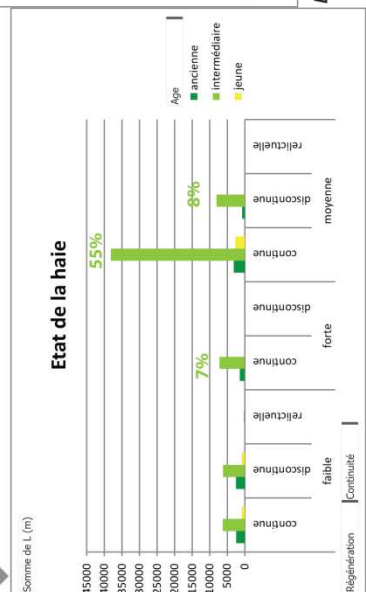 Somme de L (m)
Etat de la haie
45000
40000
35000
30000
25000
20000
15000
10000
5000
0
7%
55%
8%
continue
discontinue
relictuelle
continue
discontinue
continue
discontinue
relictuelle
faible
forte
moyenne
Régénération
Continuité
Age
ancienne
intermédiaire
jeune